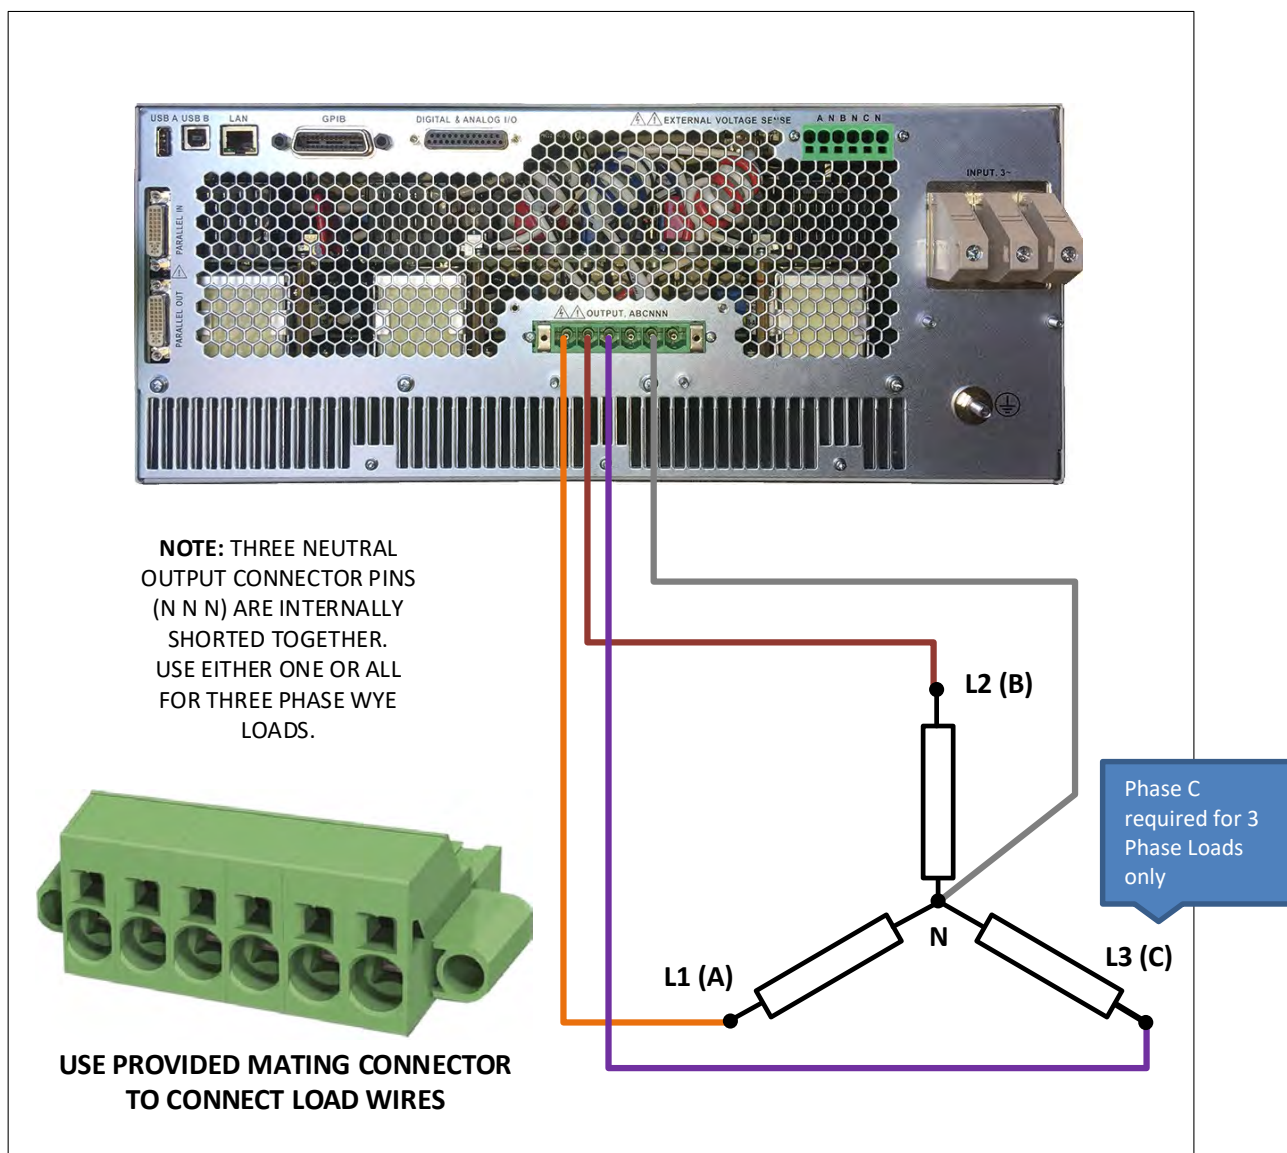 USB A USB B LAN GPIB DIGITAL & ANALOG I/O EXTERNAL VOLTAGE SENSE A N B N C N
INPUT. 3~
PARALLEL IN
PARALLEL OUT
OUTPUT, ABCNNN
NOTE: THREE NEUTRAL
OUTPUT CONNECTOR PINS
(N N N) ARE INTERNALLY
SHORTED TOGETHER.
USE EITHER ONE OR ALL
FOR THREE PHASE WYE
LOADS.
L2 (B)
Phase C
required for 3
Phase Loads
only
N
L1 (A)
L3 (C)
USE PROVIDED MATING CONNECTOR
TO CONNECT LOAD WIRES